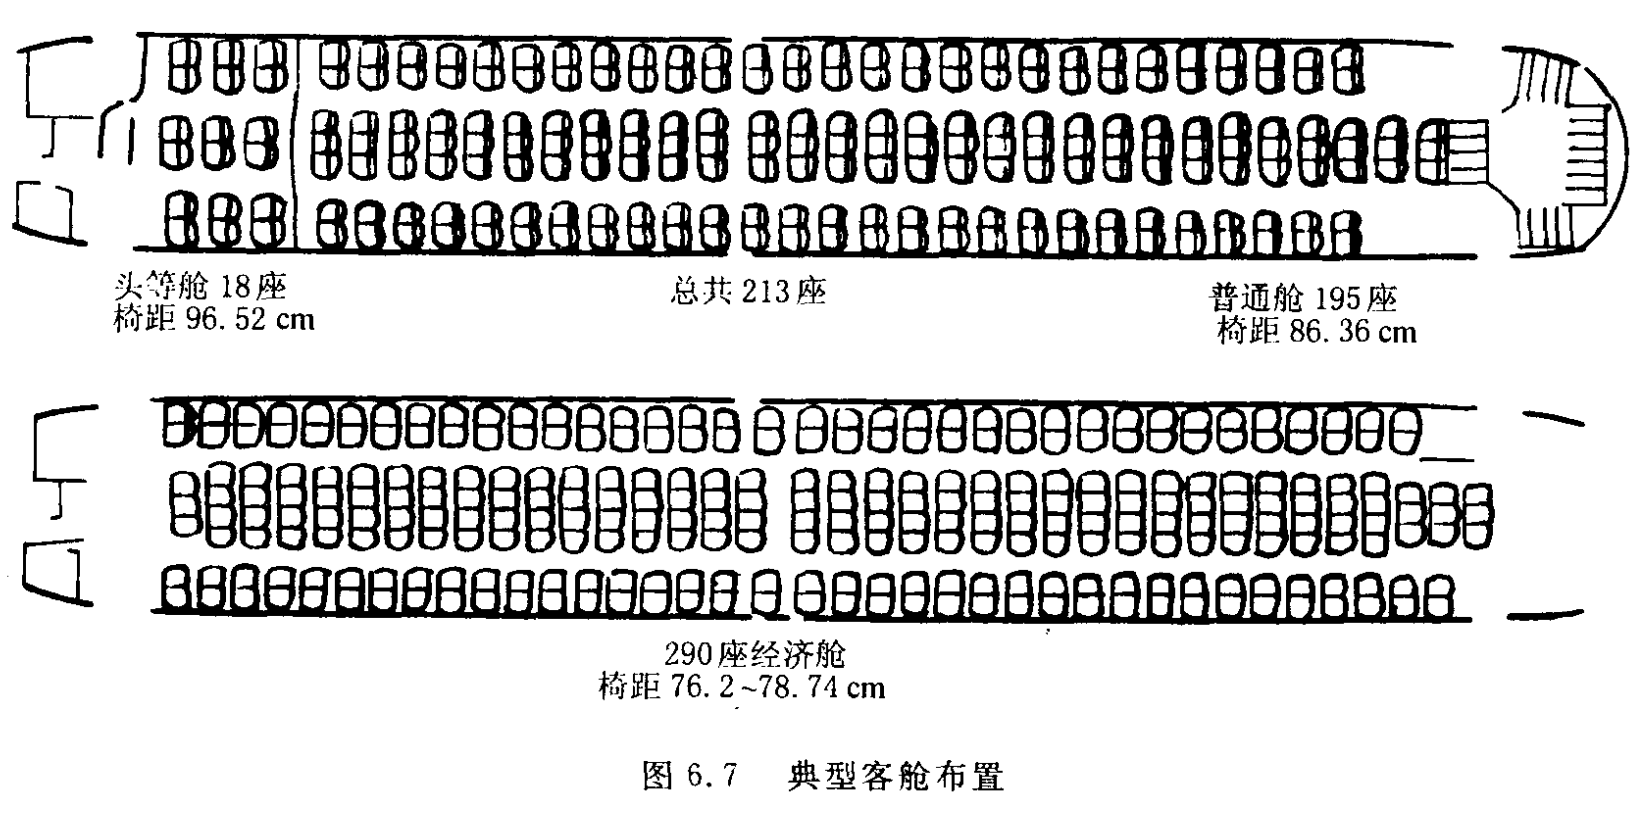 头等舱 18座
椅距 96.52 cm
总共 213座
普通舱 195座
椅距 86.36 cm
290座经济舱
椅距 76.2~78.74 cm
图 6.7 典型客舱布置